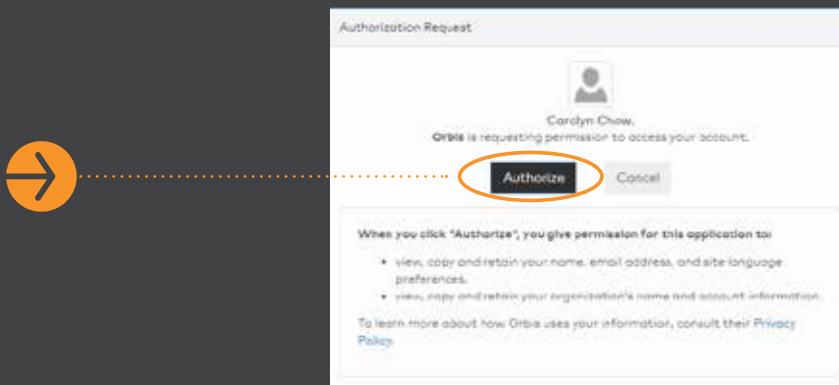 Authorization Request
Carolyn Chow,
Orbis is requesting permission to access your account.
Authorize
Cancel
When you click "Authorize", you give permission for this application to:
• view, copy and retain your name, email address, and site language
preferences.
• view, copy and retain your organization's name and account information.
To learn more about how Orbis uses your information, consult their Privacy
Policy.